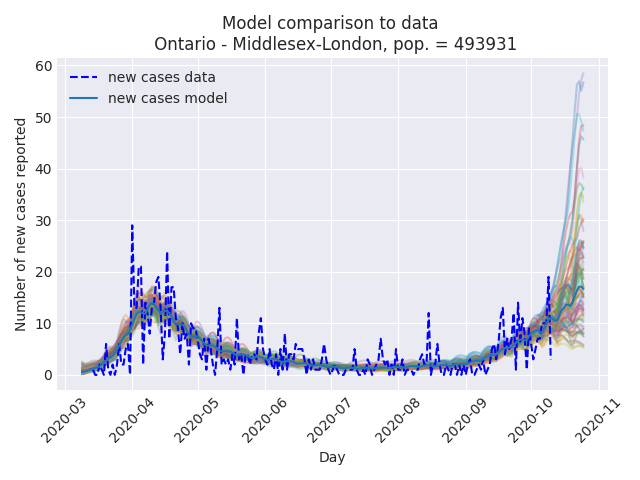 Model comparison to data
Ontario - Middlesex-London, pop. = 493931
new cases data
new cases model
Number of new cases reported
60
50
40
30
20
10
0
2020-03
2020-04
2020-05
2020-06
2020-07
2020-08
2020-09
2020-10
2020-11
Day